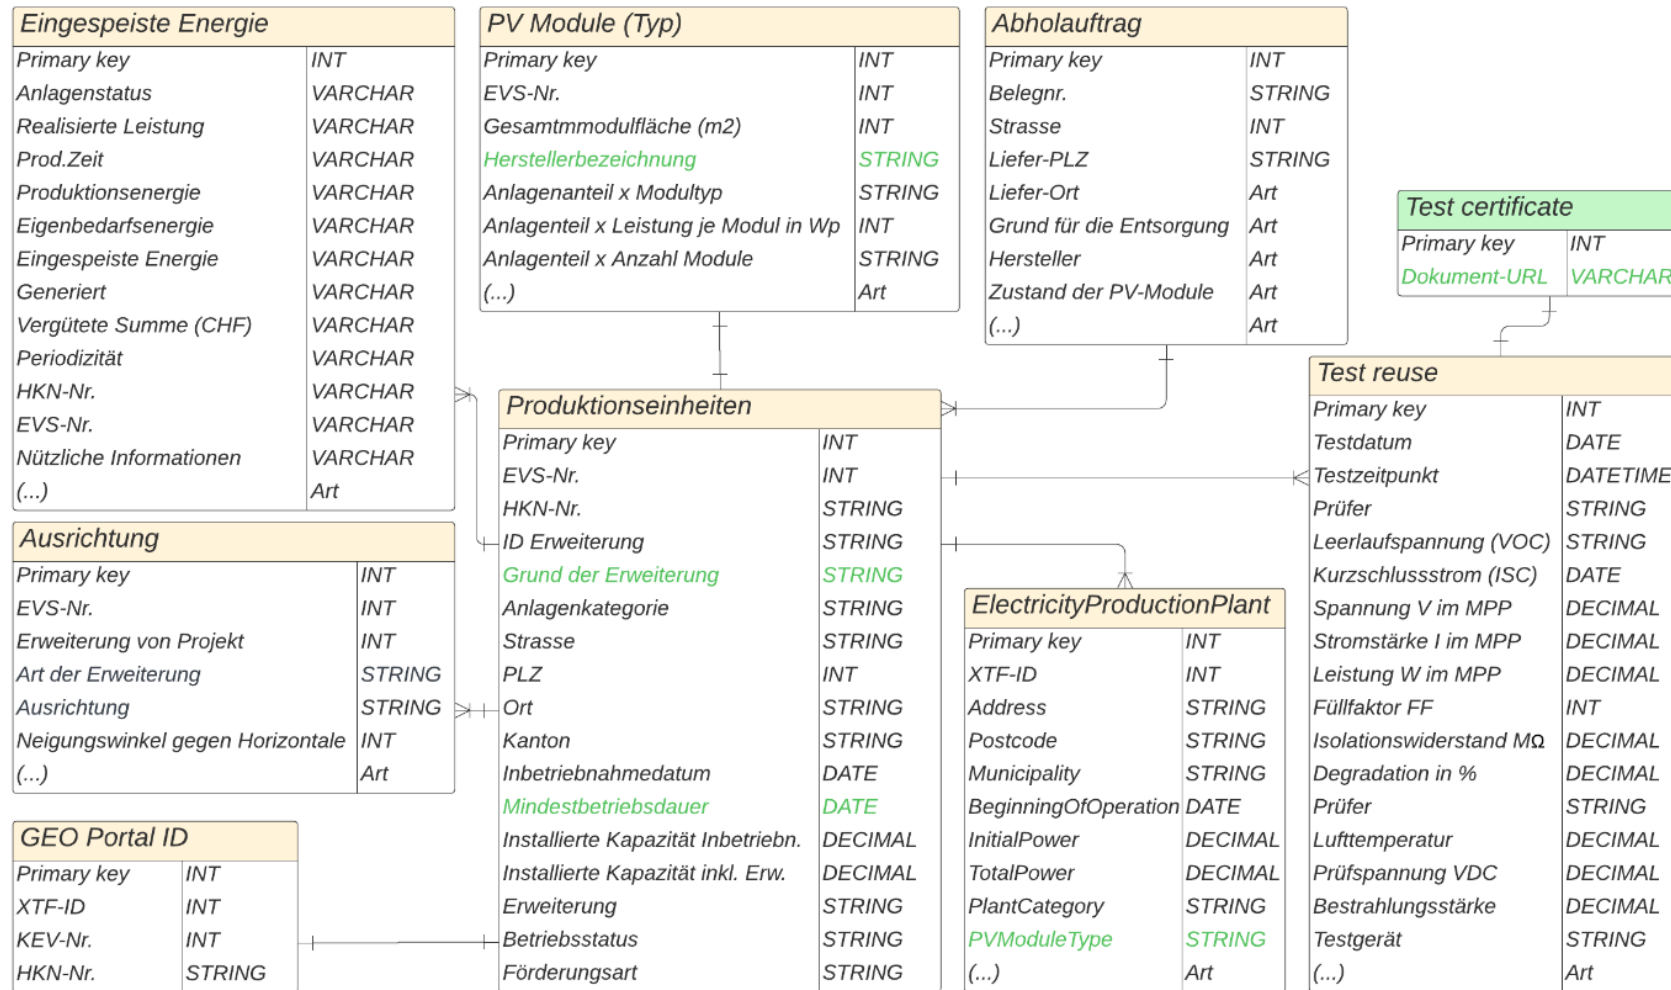 Eingespeiste Energie
Primary key INT
Anlagenstatus VARCHAR
Realisierte Leistung VARCHAR
Prod.Zeit VARCHAR
Produktionsenergie VARCHAR
Eigenbedarfsenergie VARCHAR
Eingespeiste Energie VARCHAR
Generiert VARCHAR
Vergütete Summe (CHF) VARCHAR
Periodizität VARCHAR
HKN-Nr. VARCHAR
EVS-Nr. VARCHAR
Nützliche Informationen VARCHAR
(...) Art
Ausrichtung
Primary key INT
EVS-Nr. INT
Erweiterung von Projekt INT
Art der Erweiterung STRING
Ausrichtung STRING
Neigungswinkel gegen Horizontale INT
(...) Art
GEO Portal ID
Primary key INT
XTF-ID INT
KEV-Nr. INT
HKN-Nr. STRING
PV Module (Typ)
Primary key INT
EVS-Nr. INT
Gesamtmmodulfläche (m2) INT
Herstellerbezeichnung STRING
Anlagenanteil x Modultyp STRING
Anlagenteil x Leistung je Modul in Wp INT
Anlagenteil x Anzahl Module STRING
(...) Art
Produktionseinheiten
Primary key INT
EVS-Nr. INT
HKN-Nr. STRING
ID Erweiterung STRING
Grund der Erweiterung STRING
Anlagenkategorie STRING
Strasse STRING
PLZ INT
Ort STRING
Kanton STRING
Inbetriebnahmedatum DATE
Mindestbetriebsdauer DATE
Installierte Kapazität Inbetriebn. DECIMAL
Installierte Kapazität inkl. Erw. DECIMAL
Erweiterung STRING
Betriebsstatus STRING
Förderungsart STRING
Abholauftrag
Primary key INT
Belegnr. STRING
Strasse INT
Liefer-PLZ STRING
Liefer-Ort Art
Grund für die Entsorgung Art
Hersteller Art
Zustand der PV-Module Art
(...) Art
ElectricityProductionPlant
Primary key INT
XTF-ID INT
Address STRING
Postcode STRING
Municipality STRING
BeginningOfOperation DATE
InitialPower DECIMAL
TotalPower DECIMAL
PlantCategory STRING
PVModuleType STRING
(...) Art
Test certificate
Primary key INT
Dokument-URL VARCHAR
Test reuse
Primary key INT
Testdatum DATE
Testzeitpunkt DATETIME
Prüfer STRING
Leerlaufspannung (VOC) STRING
Kurzschlussstrom (ISC) DATE
Spannung V im MPP DECIMAL
Stromstärke I im MPP DECIMAL
Leistung W im MPP DECIMAL
Füllfaktor FF INT
Isolationswiderstand MΩ DECIMAL
Degradation in % DECIMAL
Prüfer STRING
Lufttemperatur DECIMAL
Prüfspannung VDC DECIMAL
Bestrahlungsstärke DECIMAL
Testgerät STRING
(...) Art